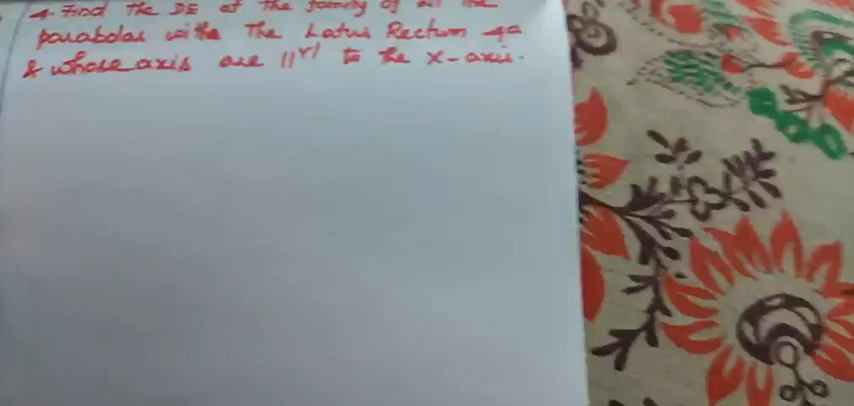 4. Find the DE of the family of all the
parabolas with The Latus Rectum 4a
& whose axis are ||rl to the x-axis.